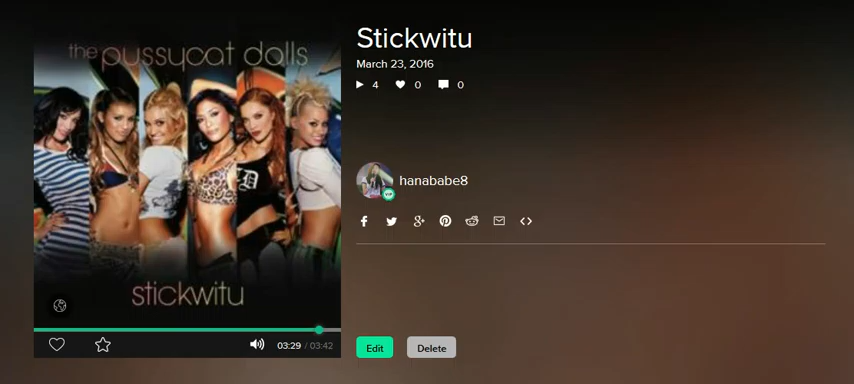 the pussycat dolls
stickwitu
03:29 / 03:42
Stickwitu
March 23, 2016
4 0 0
hanababe8
Edit Delete